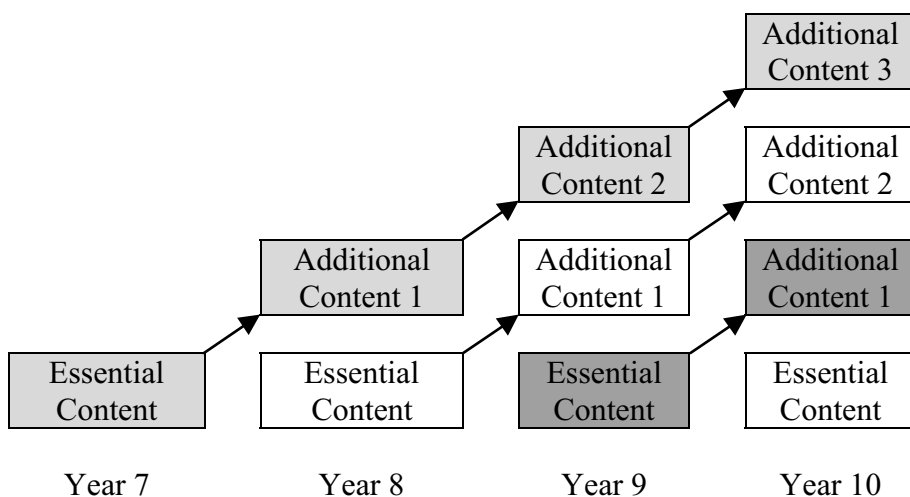 Additional
Content 3
Additional
Content 2
Additional
Content 2
Additional
Content 1
Additional
Content 1
Additional
Content 1
Essential
Content
Essential
Content
Essential
Content
Essential
Content
Year 7
Year 8
Year 9
Year 10